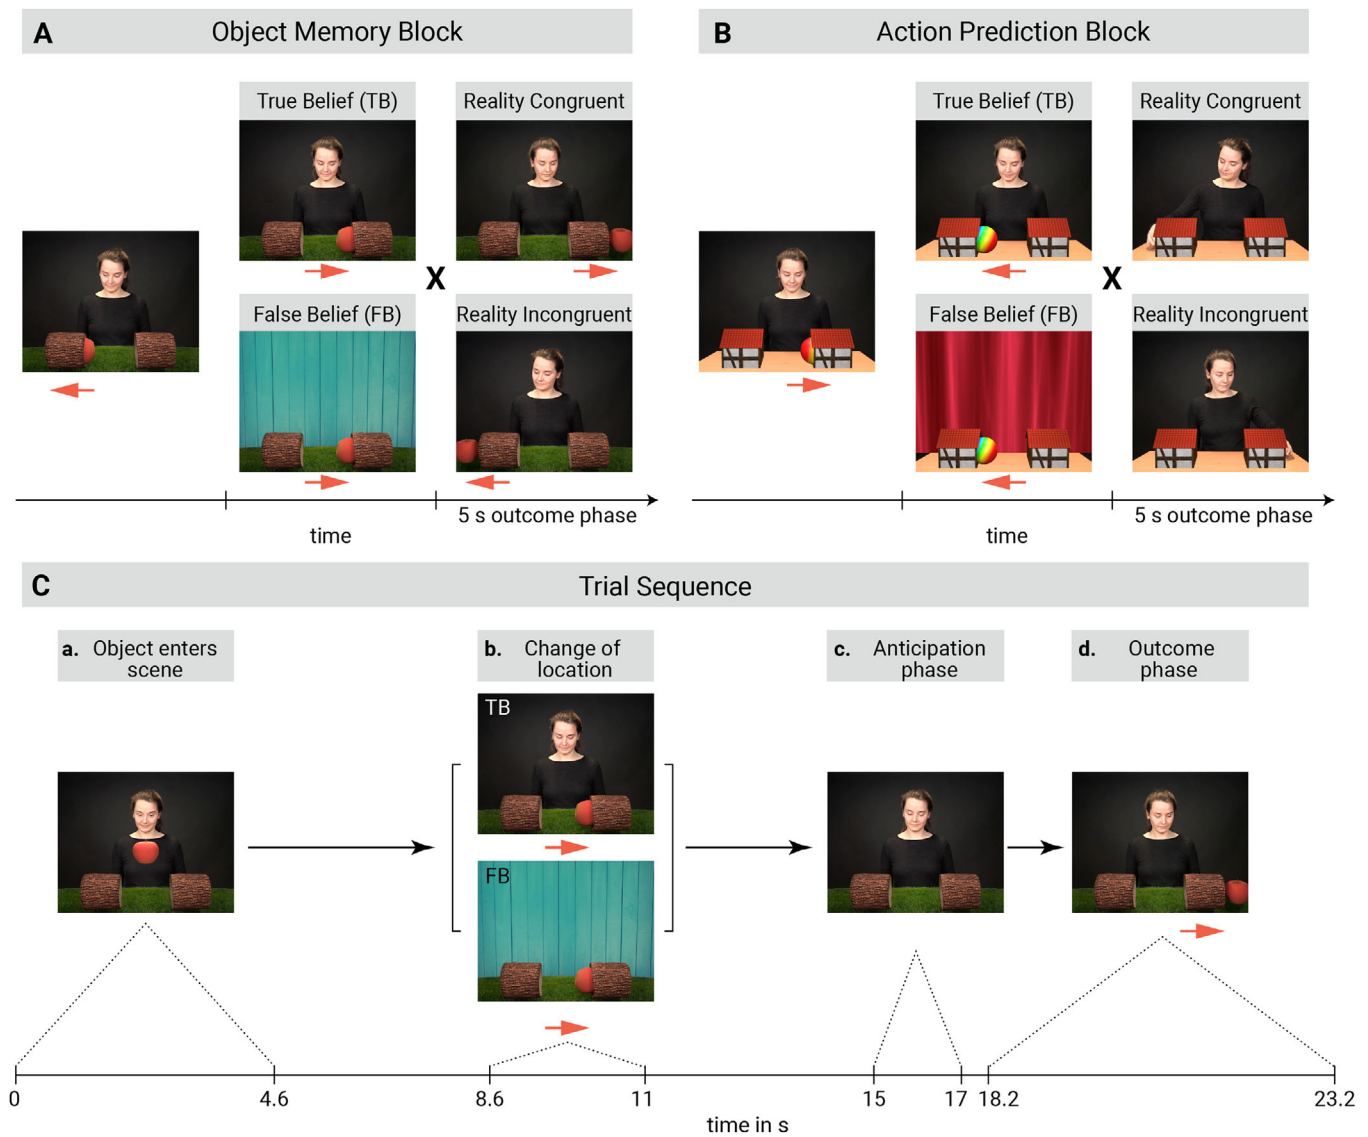 A Object Memory Block
True Belief (TB)
Reality Congruent
X
False Belief (FB)
Reality Incongruent
5 s outcome phase
time
B Action Prediction Block
True Belief (TB)
Reality Congruent
X
False Belief (FB)
Reality Incongruent
5 s outcome phase
time
C Trial Sequence
a. Object enters
scene
b. Change of
location
c. Anticipation
phase
d. Outcome
phase
TB
FB
0 4.6 8.6 11 15 17 18.2 23.2
time in s